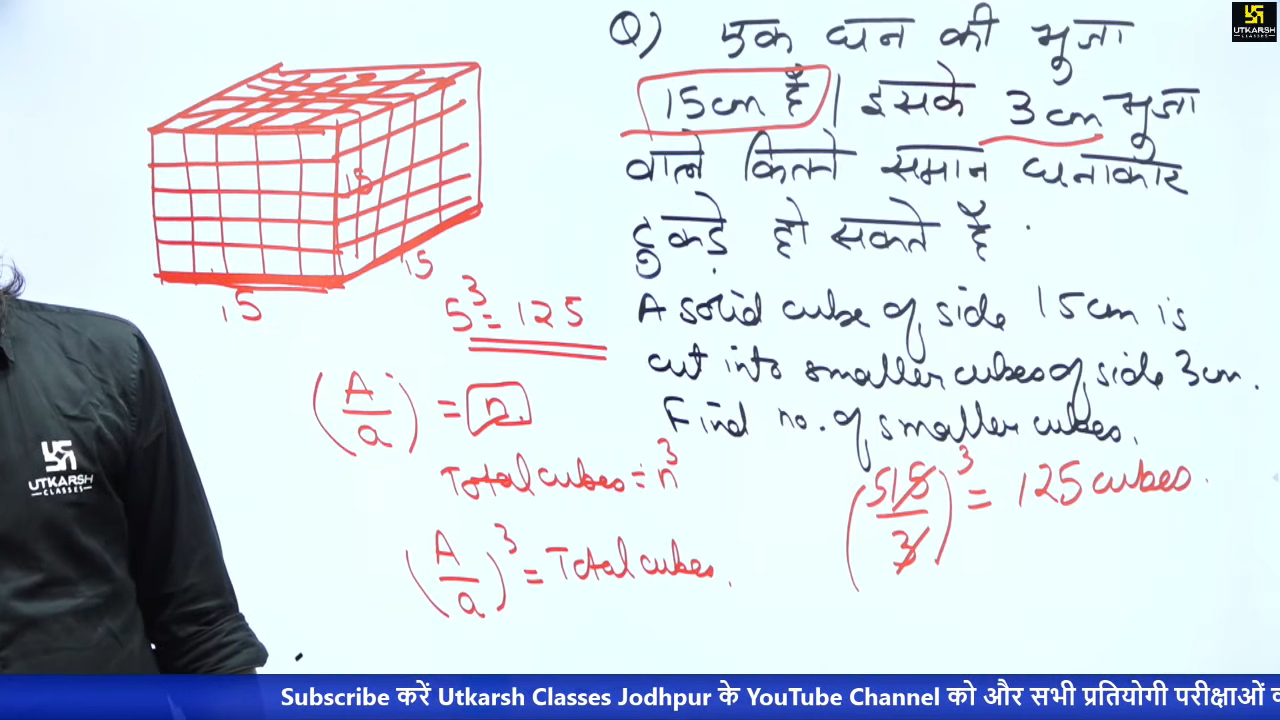 Q) एक घन की भुजा
15cm है। इसके 3cm भुजा
वाले कितने समान घनाकार
टुकड़े हो सकते है.
A solid cube of side 15cm is
cut into smaller cubes of side 3cm.
Find no. of smaller cubes.
(515/3)³ = 125 cubes.
15
15
15
5³ = 125
(A/a) = n.
Total cubes = n³
(A/a)³ = Total cubes.
UTKARSH
CLASSES
UTKARSH
CLASSES
Subscribe करें Utkarsh Classes Jodhpur के YouTube Channel को और सभी प्रतियोगी परीक्षाओं